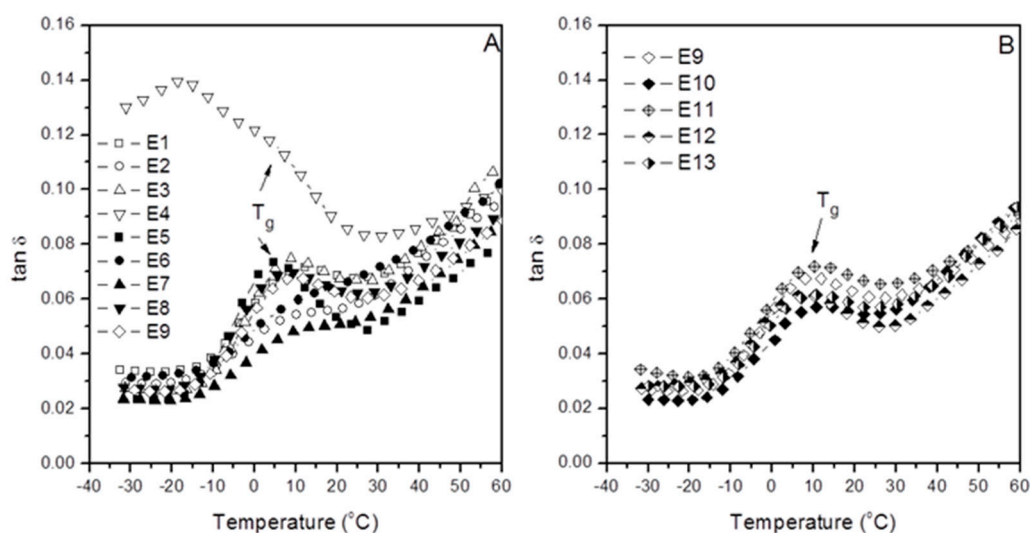 A
0.16
0.14
0.12
0.10
0.08
0.06
0.04
0.02
0.00
tan δ
E1
E2
E3
E4
E5
E6
E7
E8
E9
Tg
-40 -30 -20 -10 0 10 20 30 40 50 60
Temperature (°C)
B
0.16
0.14
0.12
0.10
0.08
0.06
0.04
0.02
0.00
tan δ
E9
E10
E11
E12
E13
Tg
-40 -30 -20 -10 0 10 20 30 40 50 60
Temperature (°C)